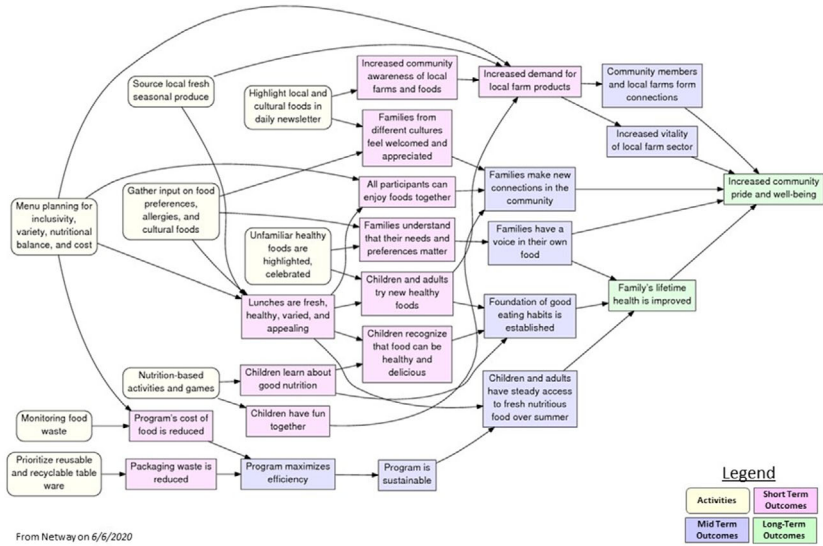 Source local fresh
seasonal produce
Highlight local and
cultural foods in
daily newsletter
Increased community
awareness of local
farms and foods
Increased demand for
local farm products
Community members
and local farms form
connections
Families from
different cultures
feel welcomed and
appreciated
Increased vitality
of local farm sector
Menu planning for
inclusivity,
variety, nutritional
balance, and cost
Gather input on food
preferences,
allergies, and
cultural foods
All participants can
enjoy foods together
Families make new
connections in the
community
Increased community
pride and well-being
Unfamiliar healthy
foods are
highlighted,
celebrated
Families understand
that their needs and
preferences matter
Families have a
voice in their own
food
Lunches are fresh,
healthy, varied, and
appealing
Children and adults
try new healthy
foods
Foundation of good
eating habits is
established
Family's lifetime
health is improved
Children recognize
that food can be
healthy and
delicious
Nutrition-based
activities and games
Children learn about
good nutrition
Children and adults
have steady access
to fresh nutritious
food over summer
Monitoring food
waste
Program's cost of
food is reduced
Children have fun
together
Prioritize reusable
and recyclable table
ware
Packaging waste is
reduced
Program maximizes
efficiency
Program is
sustainable
Legend
Activities
Short Term
Outcomes
Mid Term
Outcomes
Long-Term
Outcomes
From Netway on 6/6/2020